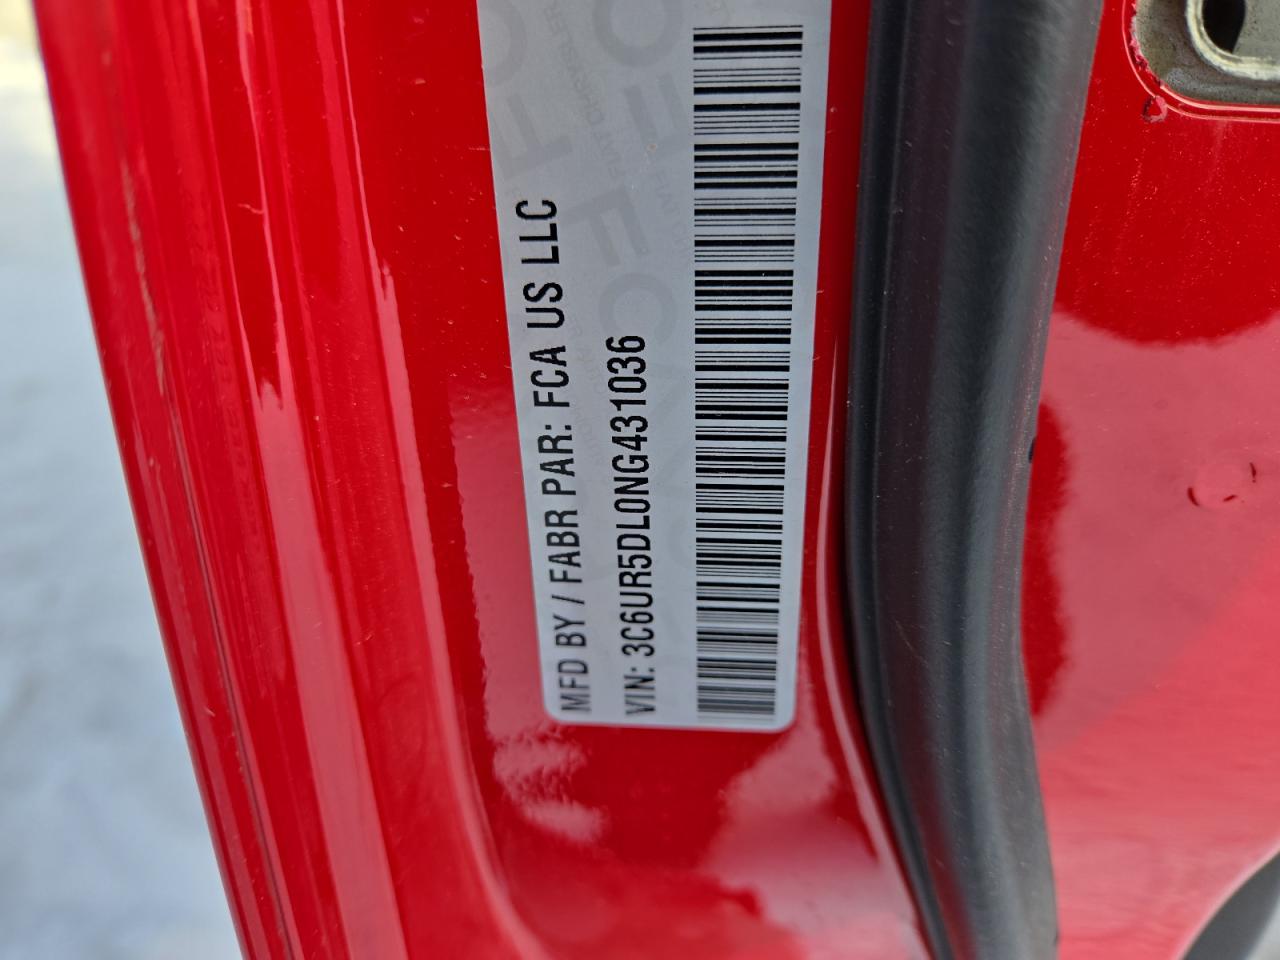 MFD BY / FABR PAR: FCA US LLC
VIN: 3C6UR5DL0NG431036